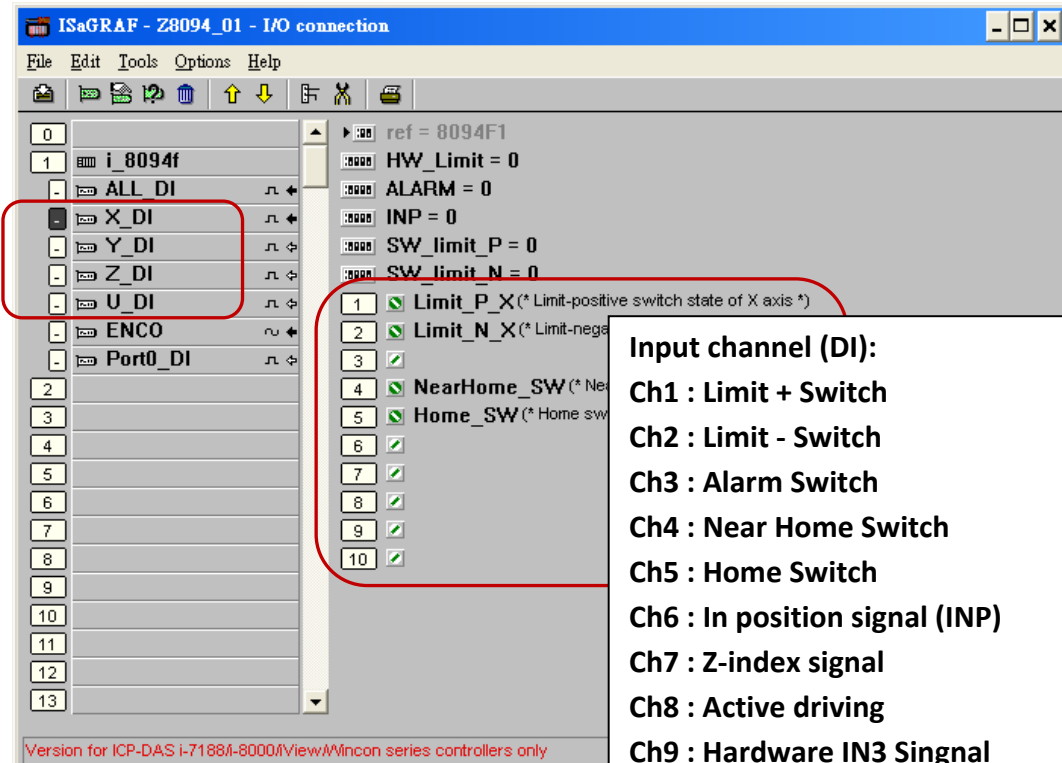 ISaGRAF - Z8094_01 - I/O connection
File Edit Tools Options Help
0
1 i_8094f
- ALL_DI
- X_DI
- Y_DI
- Z_DI
- U_DI
- ENCO
- Port0_DI
2
3
4
5
6
7
8
9
10
11
12
13
ref = 8094F1
HW_Limit = 0
ALARM = 0
INP = 0
SW_limit_P = 0
SW_limit_N = 0
1 Limit_P_X (* Limit-positive switch state of X axis *)
2 Limit_N_X (* Limit-nega
3
4 NearHome_SW (* Nea
5 Home_SW (* Home sw
6
7
8
9
10
Input channel (DI):
Ch1 : Limit + Switch
Ch2 : Limit - Switch
Ch3 : Alarm Switch
Ch4 : Near Home Switch
Ch5 : Home Switch
Ch6 : In position signal (INP)
Ch7 : Z-index signal
Ch8 : Active driving
Ch9 : Hardware IN3 Singnal
Version for ICP-DAS i-7188/i-8000/iView/Wincon series controllers only